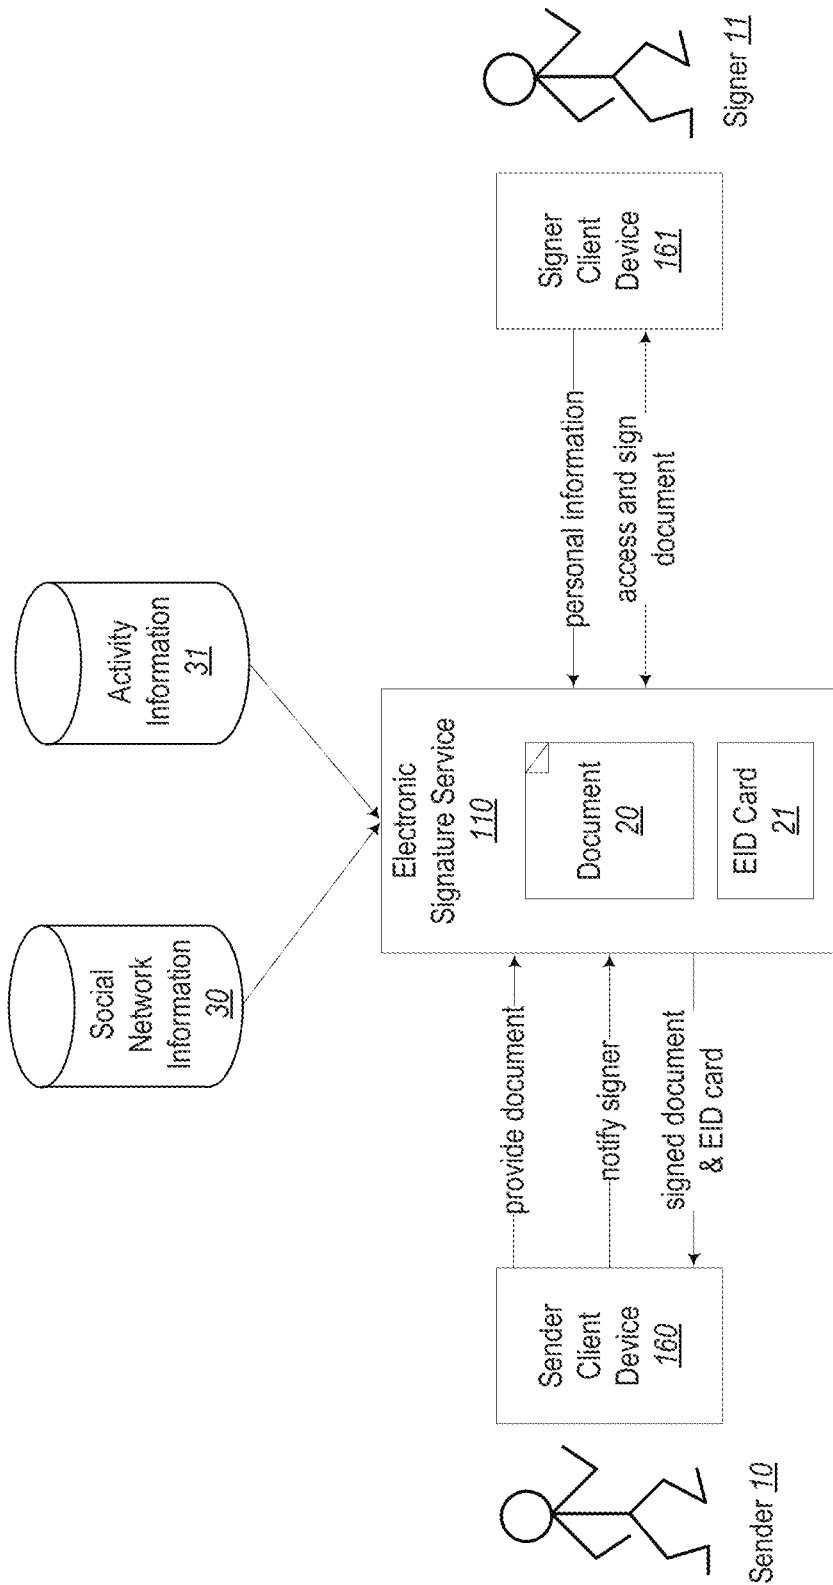 Social
Network
Information
30
Activity
Information
31
Electronic
Signature Service
110
Document
20
EID Card
21
Sender
Client
Device
160
provide document
notify signer
signed document
& EID card
personal information
access and sign
document
Signer
Client
Device
161
Sender 10
Signer 11